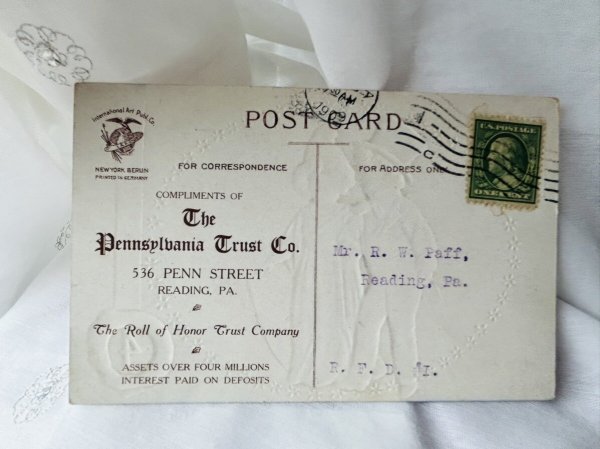 International Art Publ. Co.
NEW YORK BERLIN
PRINTED IN GERMANY
POST CARD
1909
AM
U.S. POSTAGE
ONE CENT
FOR CORRESPONDENCE
FOR ADDRESS ONLY
COMPLIMENTS OF
The
Pennsylvania Trust Co.
536 PENN STREET
READING, PA.
The Roll of Honor Trust Company
ASSETS OVER FOUR MILLIONS
INTEREST PAID ON DEPOSITS
Mr. R. W. Paff,
Reading, Pa.
R. F. D. #1.